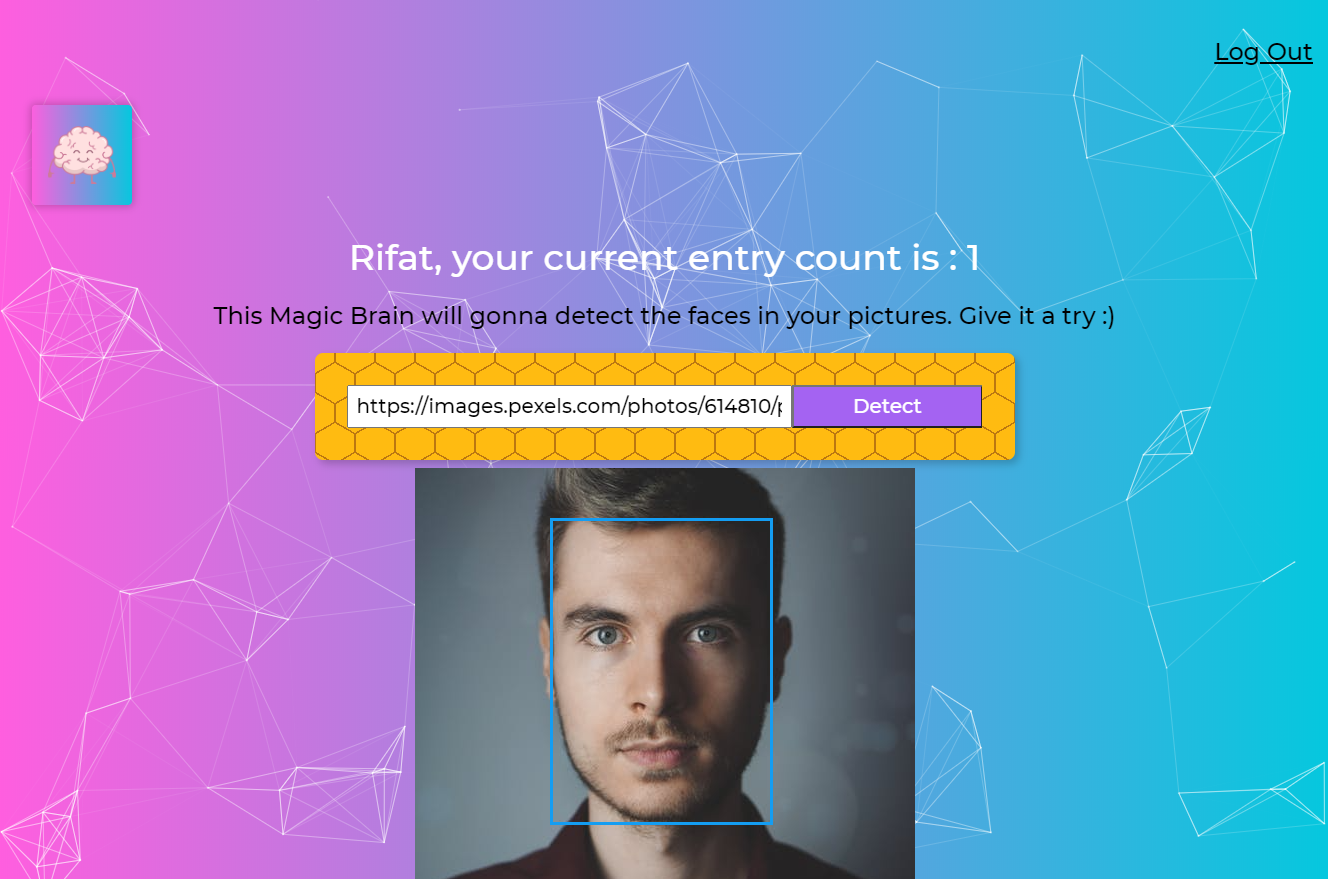 Log Out
Rifat, your current entry count is : 1
This Magic Brain will gonna detect the faces in your pictures. Give it a try :)
https://images.pexels.com/photos/614810/
Detect